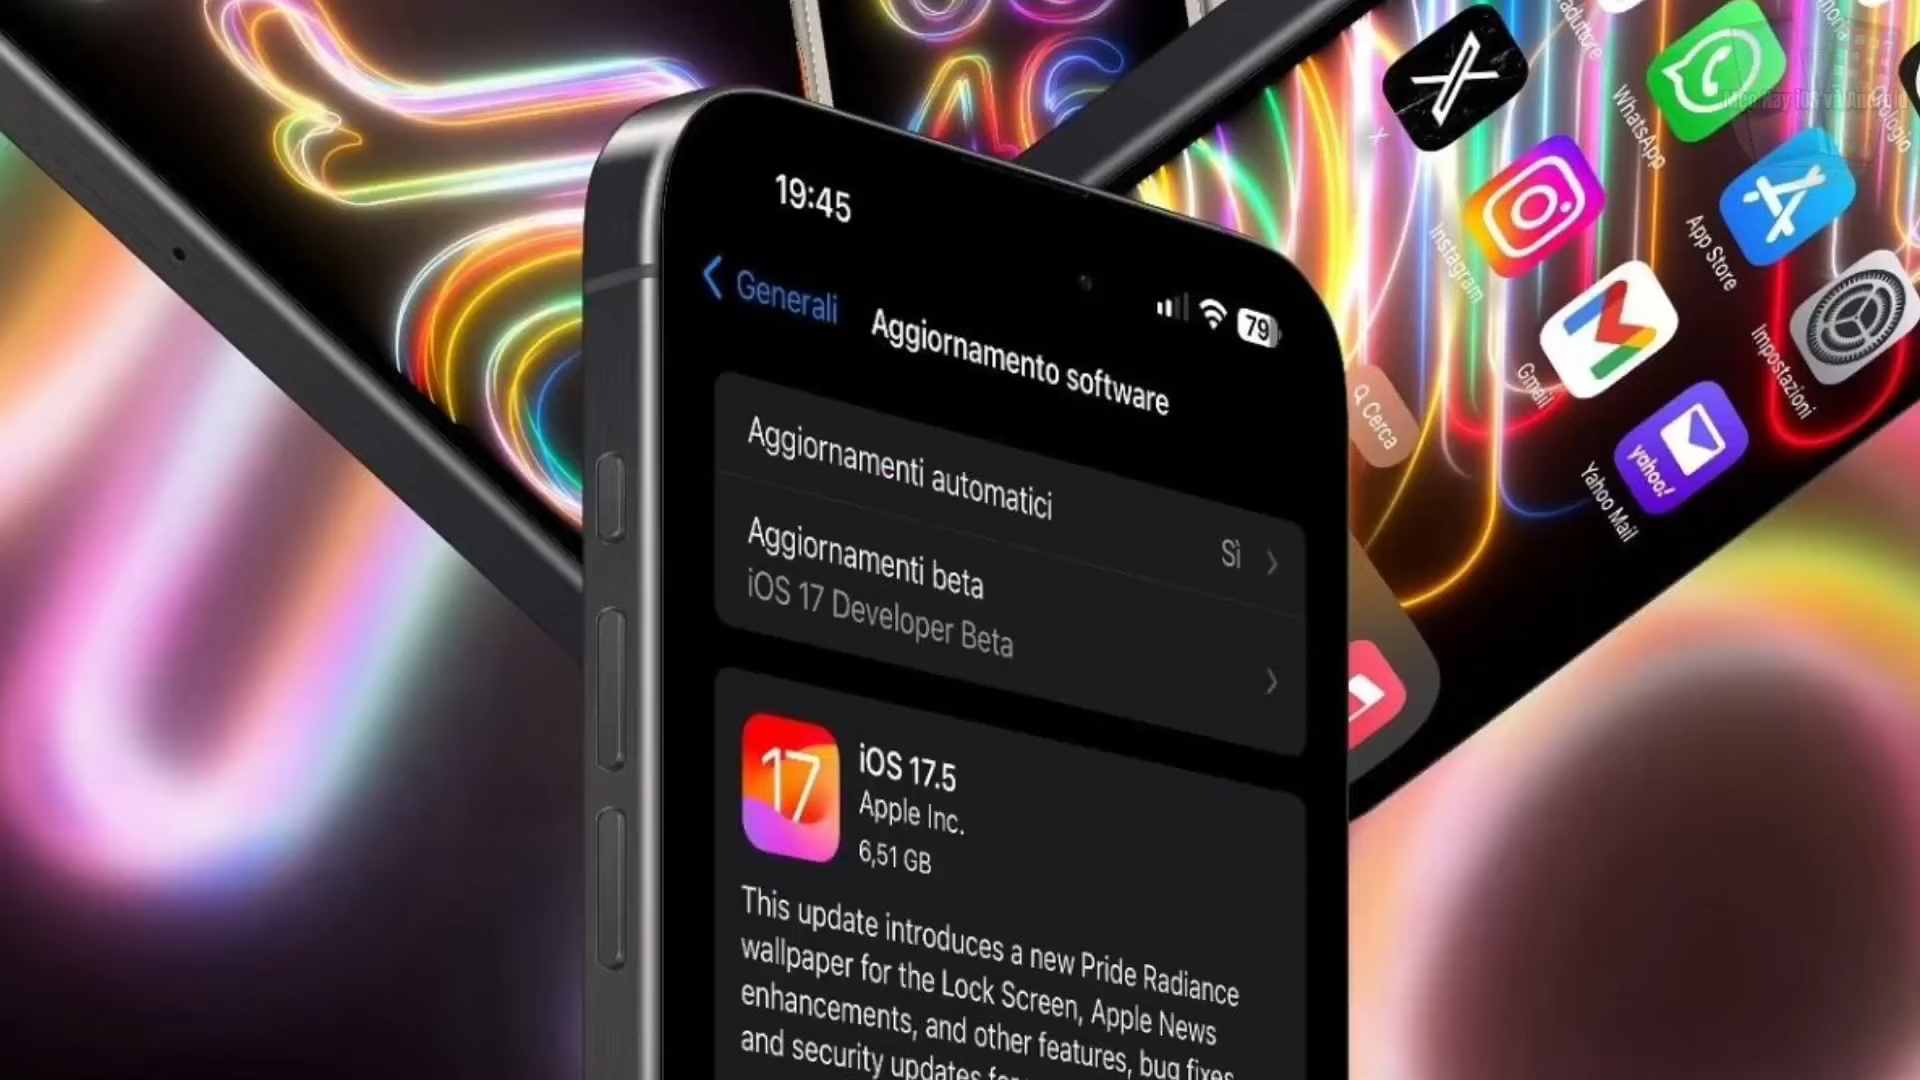 19:45
79
Generali
Aggiornamento software
Aggiornamenti automatici
Sì
Aggiornamenti beta
iOS 17 Developer Beta
17
iOS 17.5
Apple Inc.
6,51 GB
This update introduces a new Pride Radiance
wallpaper for the Lock Screen, Apple News
enhancements, and other features, bug fixes
and security updates for
X
WhatsApp
Instagram
App Store
Gmail
Impostazioni
Cerca
yahoo!
Yahoo Mail